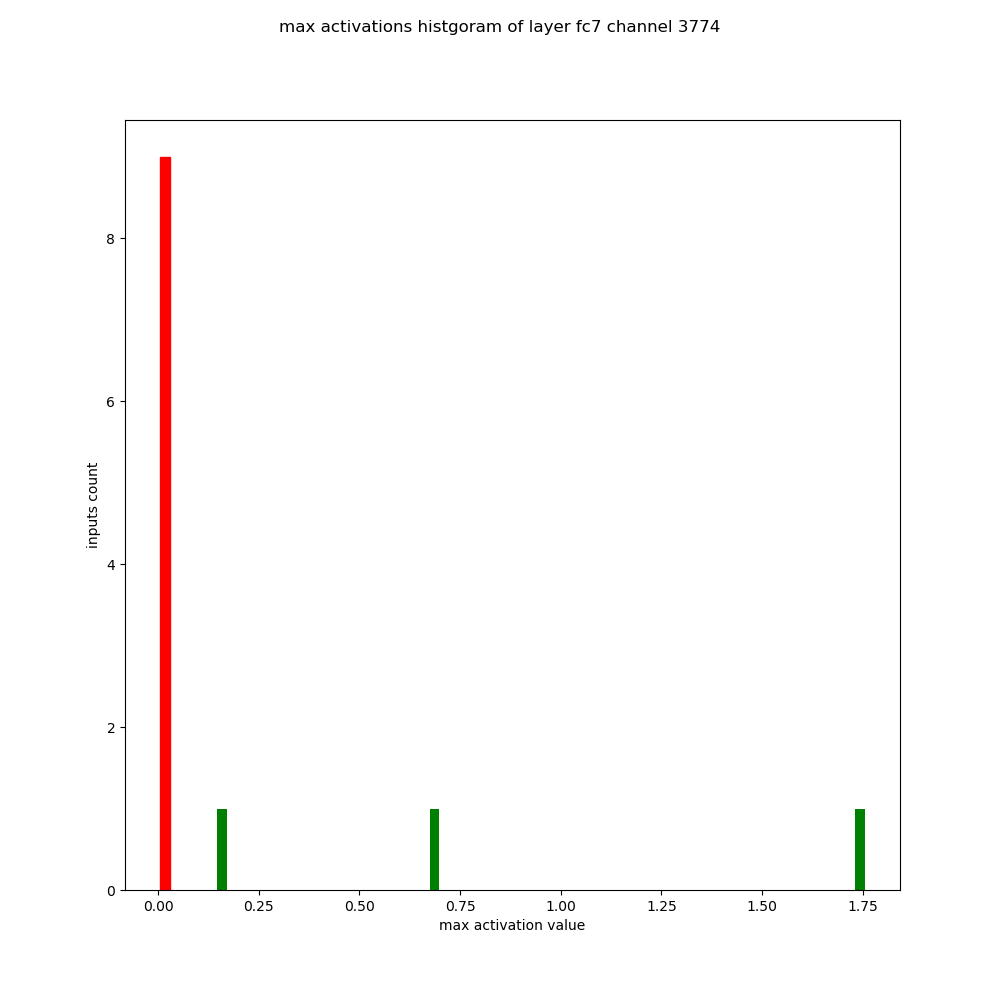 max activations histgoram of layer fc7 channel 3774
8
6
4
2
0
inputs count
0.00 0.25 0.50 0.75 1.00 1.25 1.50 1.75
max activation value